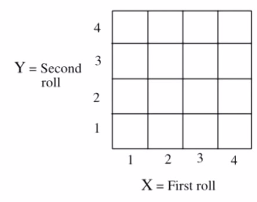 4
3
2
1
Y = Second
roll
1 2 3 4
X = First roll